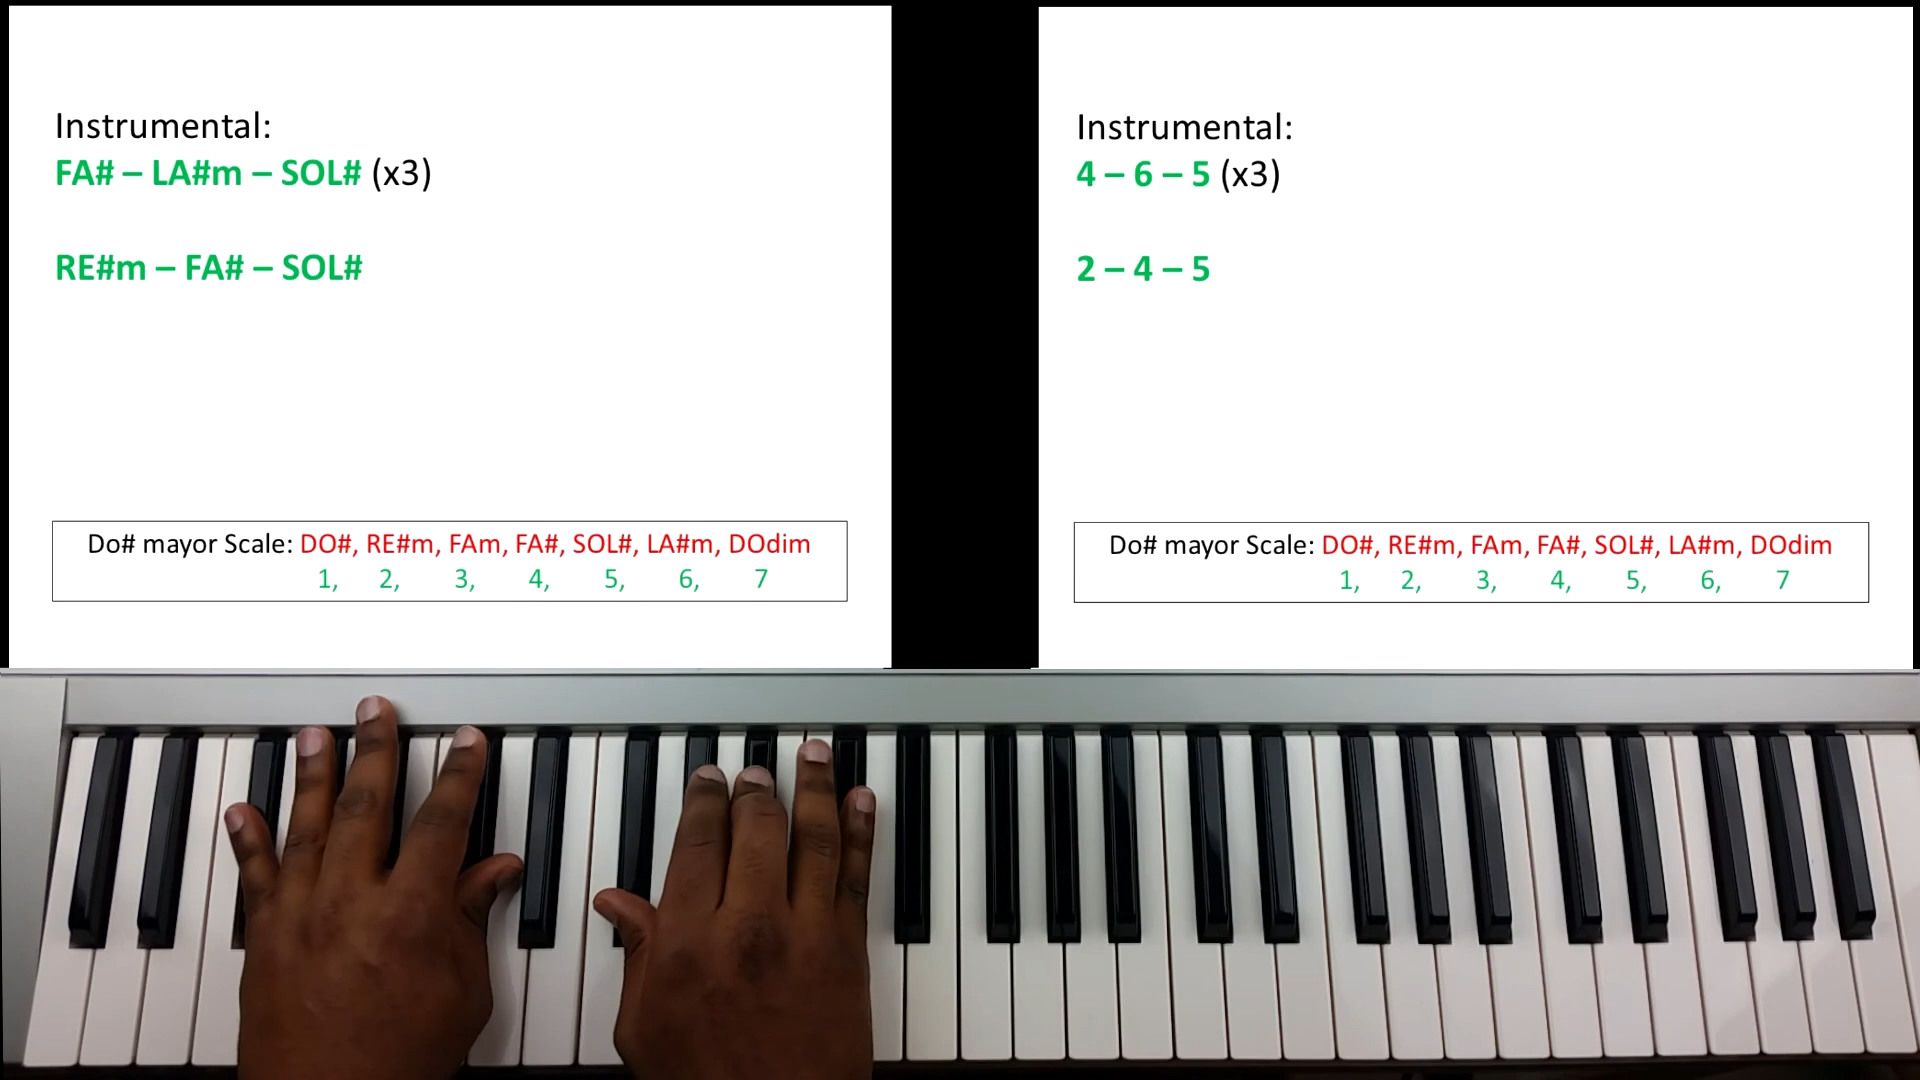 Instrumental:
FA# – LA#m – SOL# (x3)
RE#m – FA# – SOL#
Do# mayor Scale: DO#, RE#m, FAm, FA#, SOL#, LA#m, DOdim
1, 2, 3, 4, 5, 6, 7
Instrumental:
4 – 6 – 5 (x3)
2 – 4 – 5
Do# mayor Scale: DO#, RE#m, FAm, FA#, SOL#, LA#m, DOdim
1, 2, 3, 4, 5, 6, 7